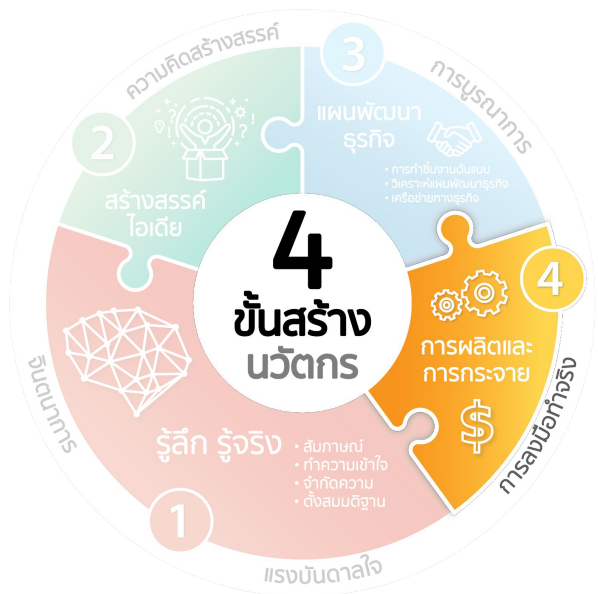 4
ขั้นสร้าง
นวัตกร
จินตนาการ
แรงบันดาลใจ
1
รู้ลึก รู้จริง
• สัมภาษณ์
• ทำความเข้าใจ
• จำกัดความ
• ตั้งสมมติฐาน
ความคิดสร้างสรรค์
2
สร้างสรรค์
ไอเดีย
การบูรณาการ
3
แผนพัฒนา
ธุรกิจ
• การทำชิ้นงานต้นแบบ
• วิเคราะห์แผนพัฒนาธุรกิจ
• เครือข่ายทางธุรกิจ
การลงมือทำจริง
4
การผลิตและ
การกระจาย
$